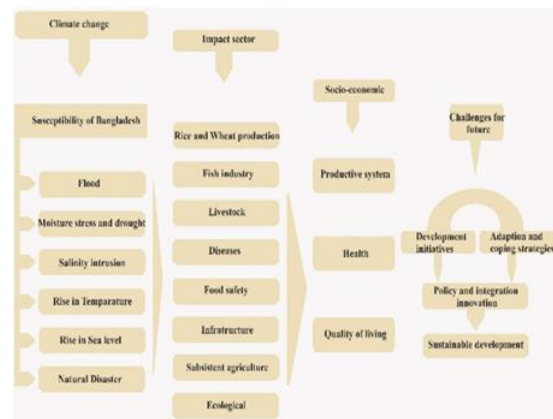 Climate change
Susceptibility of Bangladesh
Flood
Moisture stress and drought
Salinity intrusion
Rise in Temparature
Rise in Sea level
Natural Disaster
Impact sector
Rice and Wheat production
Fish industry
Livestock
Diseases
Food safety
Infratructure
Subsistent agriculture
Ecological
Socio-economic
Productive system
Health
Quality of living
Challenges for
future
Development
initiatives
Adaption and
coping strategies
Policy and integration
innovation
Sustainable development